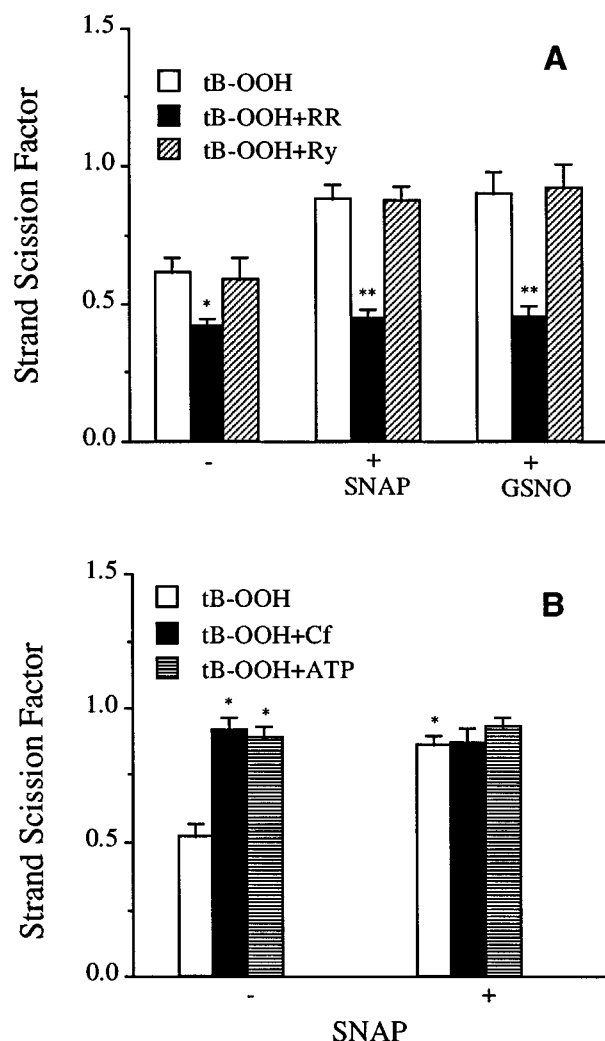 A
Strand Scission Factor
1.5
1.0
0.5
0.0
tB-OOH
tB-OOH+RR
tB-OOH+Ry
*
**
**
-
+
+
SNAP
GSNO
B
Strand Scission Factor
1.5
1.0
0.5
0.0
tB-OOH
tB-OOH+Cf
tB-OOH+ATP
*
*
*
-
+
SNAP